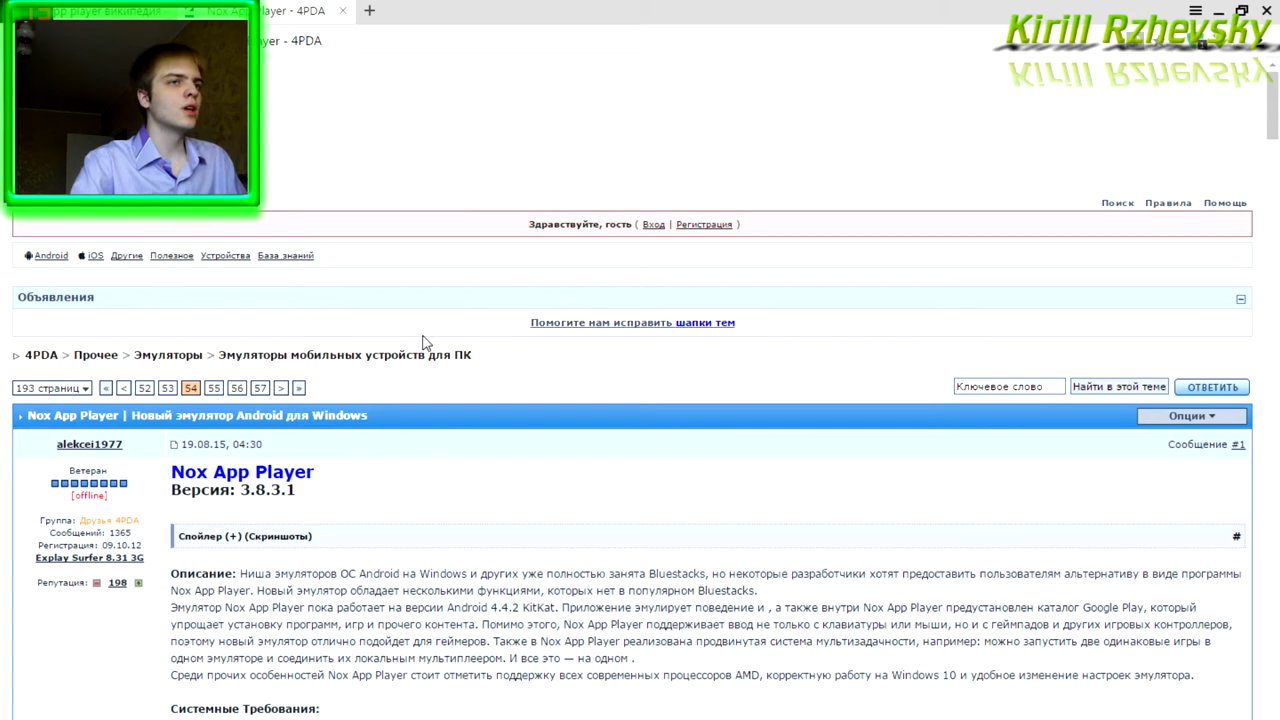 app player википедия
Nox App Player - 4PDA
yer - 4PDA
Kirill Rzhevsky
Kirill Rzhevsky
Поиск Правила Помощь
Здравствуйте, гость ( Вход | Регистрация )
Android iOS Другие Полезное Устройства База знаний
Объявления
Помогите нам исправить шапки тем
4PDA > Прочее > Эмуляторы > Эмуляторы мобильных устройств для ПК
193 страниц « < 52 53 54 55 56 57 > » Ключевое слово Найти в этой теме ОТВЕТИТЬ
Nox App Player | Новый эмулятор Android для Windows Опции
alekcei1977 19.08.15, 04:30 Сообщение #1
Ветеран
[offline]
Группа: Друзья 4PDA
Сообщений: 1365
Регистрация: 09.10.12
Explay Surfer 8.31 3G
Репутация: 198
Nox App Player
Версия: 3.8.3.1
Спойлер (+) (Скриншоты) #
Описание: Ниша эмуляторов ОС Android на Windows и других уже полностью занята Bluestacks, но некоторые разработчики хотят предоставить пользователям альтернативу в виде программы
Nox App Player. Новый эмулятор обладает несколькими функциями, которых нет в популярном Bluestacks.
Эмулятор Nox App Player пока работает на версии Android 4.4.2 KitKat. Приложение эмулирует поведение и , а также внутри Nox App Player предустановлен каталог Google Play, который
упрощает установку программ, игр и прочего контента. Помимо этого, Nox App Player поддерживает ввод не только с клавиатуры или мыши, но и с геймпадов и других игровых контроллеров,
поэтому новый эмулятор отлично подойдет для геймеров. Также в Nox App Player реализована продвинутая система мультизадачности, например: можно запустить две одинаковые игры в
одном эмуляторе и соединить их локальным мультиплеером. И все это — на одном .
Среди прочих особенностей Nox App Player стоит отметить поддержку всех современных процессоров AMD, корректную работу на Windows 10 и удобное изменение настроек эмулятора.
Системные Требования: